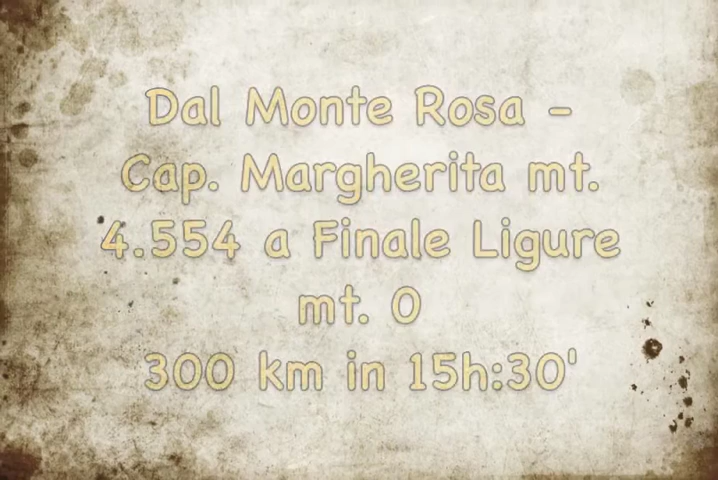 Dal Monte Rosa -
Cap. Margherita mt.
4.554 a Finale Ligure
mt. 0
300 km in 15h:30'